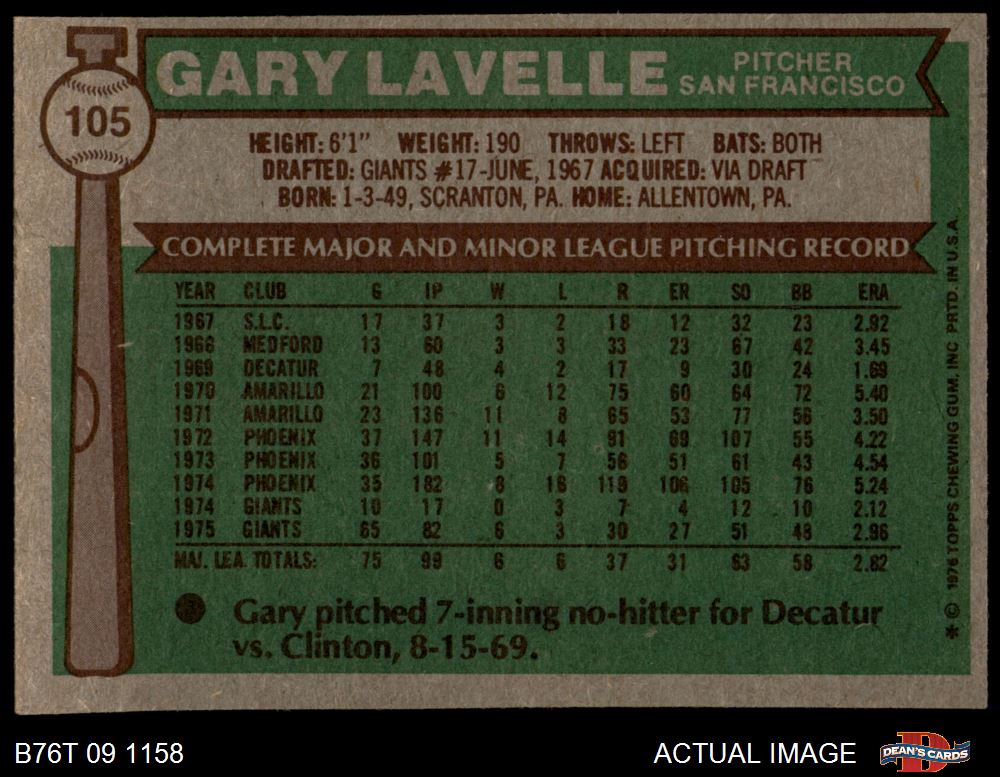 GARY LAVELLE
PITCHER
SAN FRANCISCO
105
HEIGHT: 6'1" WEIGHT: 190 THROWS: LEFT BATS: BOTH
DRAFTED: GIANTS #17-JUNE, 1967 ACQUIRED: VIA DRAFT
BORN: 1-3-49, SCRANTON, PA. HOME: ALLENTOWN, PA.
COMPLETE MAJOR AND MINOR LEAGUE PITCHING RECORD
YEAR CLUB G IP W L R ER SO BB ERA
1967 S.L.C. 17 37 3 2 18 12 32 23 2.92
1968 MEDFORD 13 60 3 3 33 23 67 42 3.45
1969 DECATUR 7 48 4 2 17 9 30 24 1.69
1970 AMARILLO 21 100 6 12 75 60 64 72 5.40
1971 AMARILLO 23 136 11 8 65 53 77 56 3.50
1972 PHOENIX 37 147 11 14 91 69 107 55 4.22
1973 PHOENIX 36 101 5 7 56 51 61 43 4.54
1974 PHOENIX 35 182 8 16 119 106 105 76 5.24
1974 GIANTS 10 17 0 3 7 4 12 10 2.12
1975 GIANTS 65 82 6 3 30 27 51 48 2.96
MAJ. LEA. TOTALS: 75 99 6 6 37 31 63 58 2.82
Gary pitched 7-inning no-hitter for Decatur
vs. Clinton, 8-15-69.
* © 1976 TOPPS CHEWING GUM, INC PRTD. IN U.S.A.
B76T 09 1158
ACTUAL IMAGE
D
DEAN'S CARDS